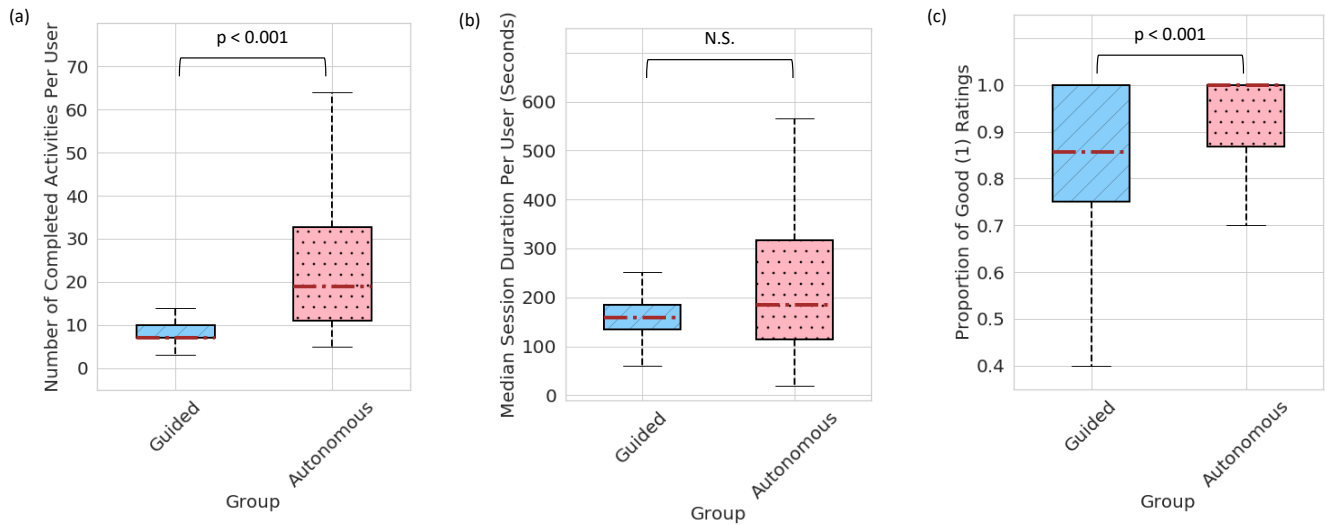 (a)
p < 0.001
Number of Completed Activities Per User
70
60
50
40
30
20
10
0
Guided
Autonomous
Group
(b)
N.S.
Median Session Duration Per User (Seconds)
600
500
400
300
200
100
0
Guided
Autonomous
Group
(c)
p < 0.001
Proportion of Good (1) Ratings
1.0
0.9
0.8
0.7
0.6
0.5
0.4
Guided
Autonomous
Group